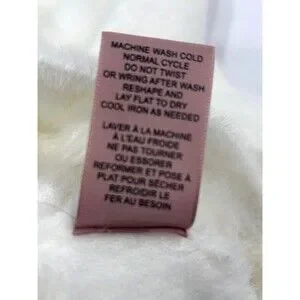 MACHINE WASH COLD
NORMAL CYCLE
DO NOT TWIST
OR WRING AFTER WASH
RESHAPE AND
LAY FLAT TO DRY
COOL IRON AS NEEDED
LAVER À LA MACHINE
À L'EAU FROIDE
NE PAS TOURNER
OU ESSORER
REFORMER ET POSE À
PLAT POUR SÉCHER
REFROIDIR LE
FER AU BESOIN